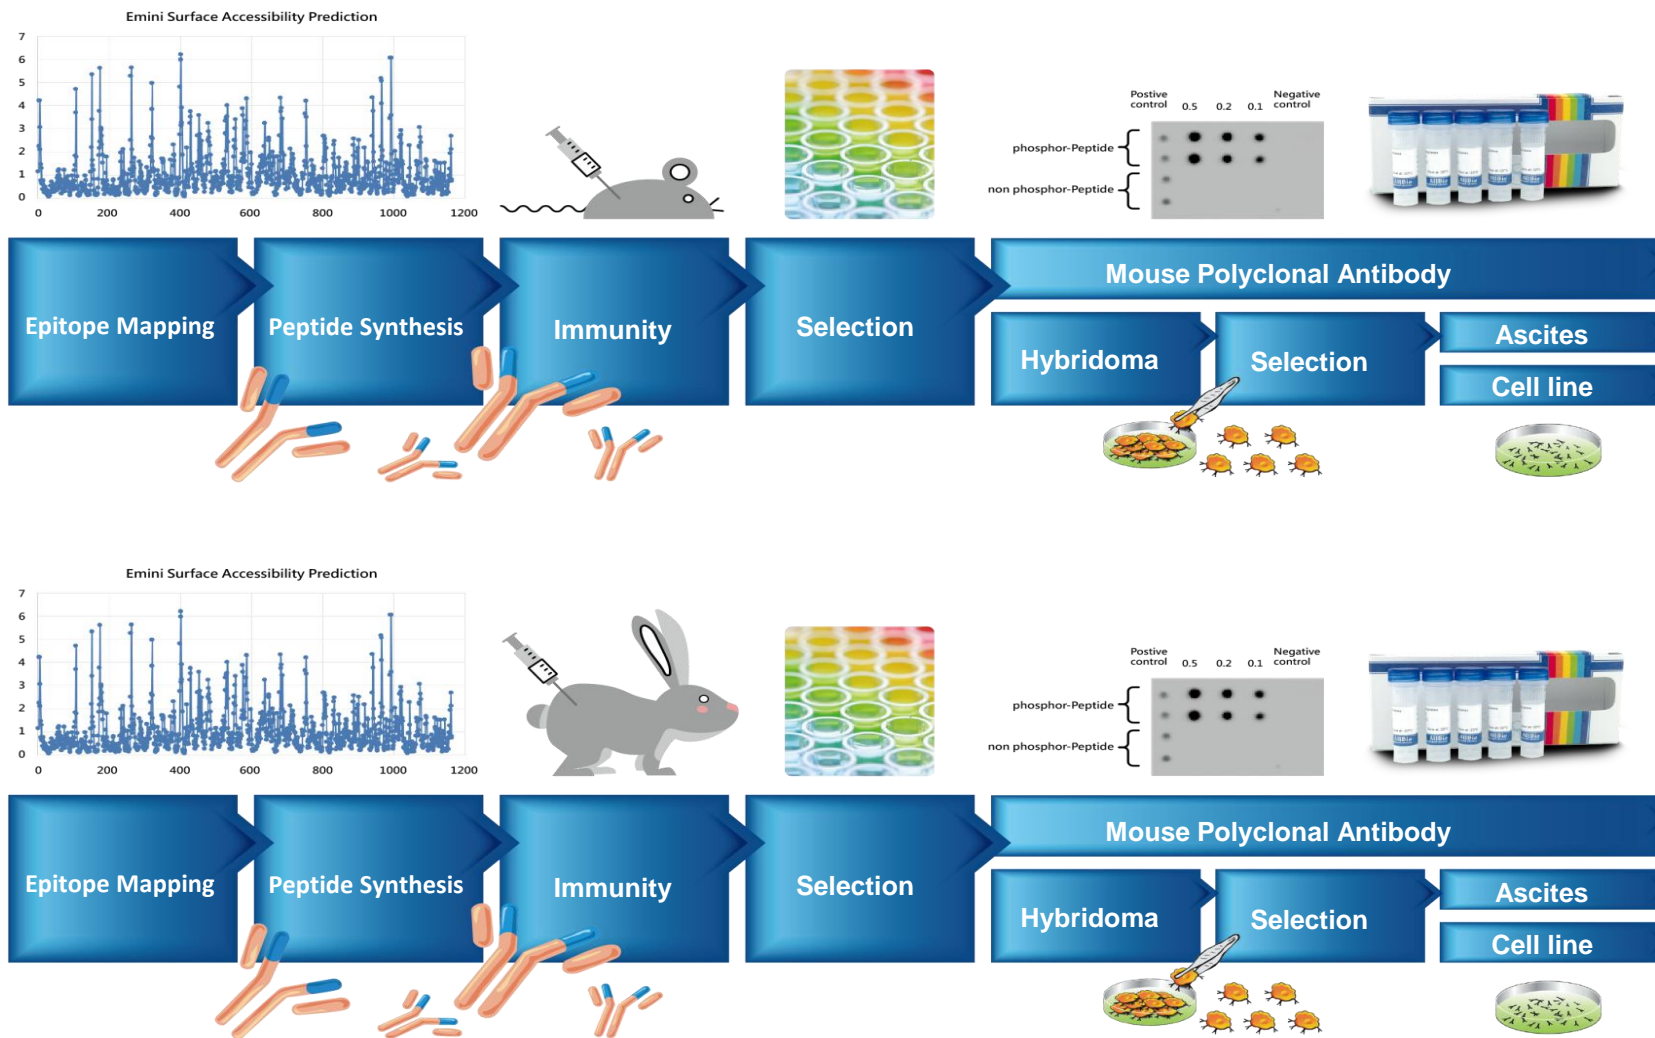 Emini Surface Accessibility Prediction
7
6
5
4
3
2
1
0
0 200 400 600 800 1000 1200
Postive control 0.5 0.2 0.1 Negative control
phosphor-Peptide
non phosphor-Peptide
Epitope Mapping
Peptide Synthesis
Immunity
Selection
Mouse Polyclonal Antibody
Hybridoma
Selection
Ascites
Cell line
Emini Surface Accessibility Prediction
7
6
5
4
3
2
1
0
0 200 400 600 800 1000 1200
Postive control 0.5 0.2 0.1 Negative control
phosphor-Peptide
non phosphor-Peptide
Epitope Mapping
Peptide Synthesis
Immunity
Selection
Mouse Polyclonal Antibody
Hybridoma
Selection
Ascites
Cell line